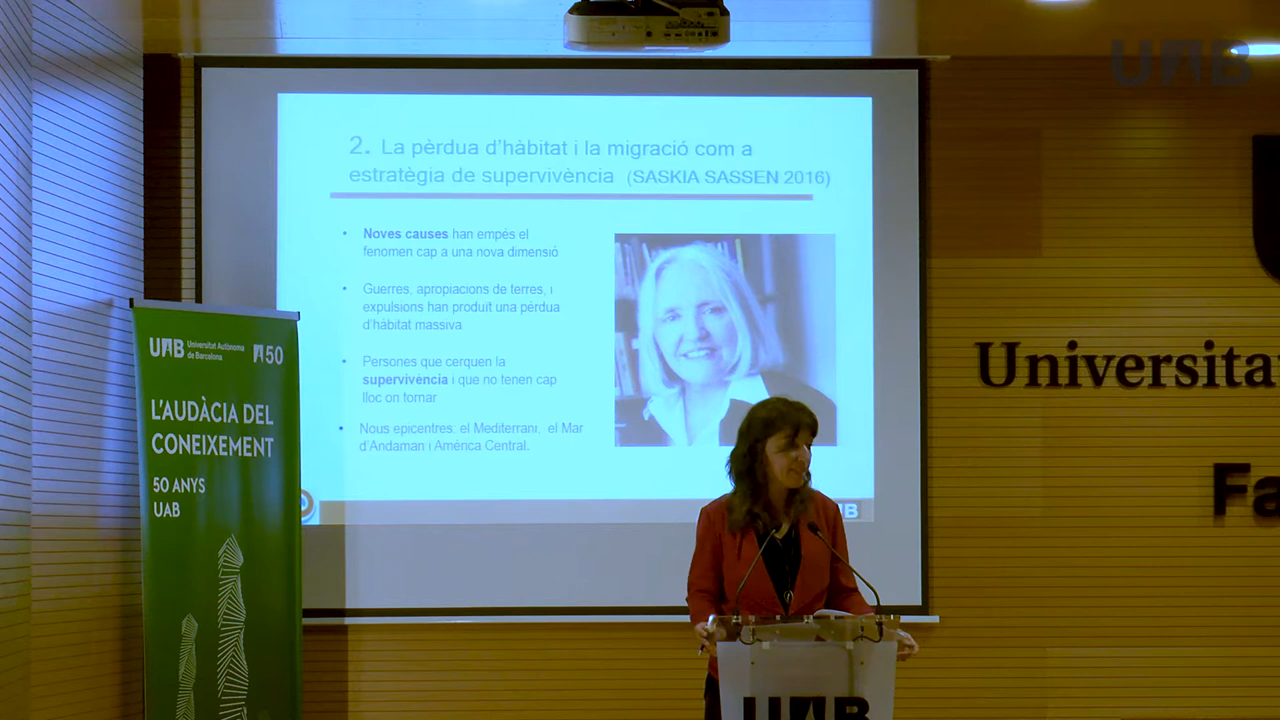 UAB
2. La pèrdua d'hàbitat i la migració com a
estratègia de supervivència (SASKIA SASSEN 2016)
• Noves causes han empés el
fenomen cap a una nova dimensió
• Guerres, apropiacions de terres, i
expulsions han produït una pèrdua
d'hàbitat massiva
• Persones que cerquen la
supervivència i que no tenen cap
lloc on tornar
• Nous epicentres: el Mediterrani, el Mar
d'Andaman i Amèrica Central.
UAB Universitat Autònoma
de Barcelona
50
L'AUDÀCIA DEL
CONEIXEMENT
50 ANYS
UAB
Universita
Fa
UAB